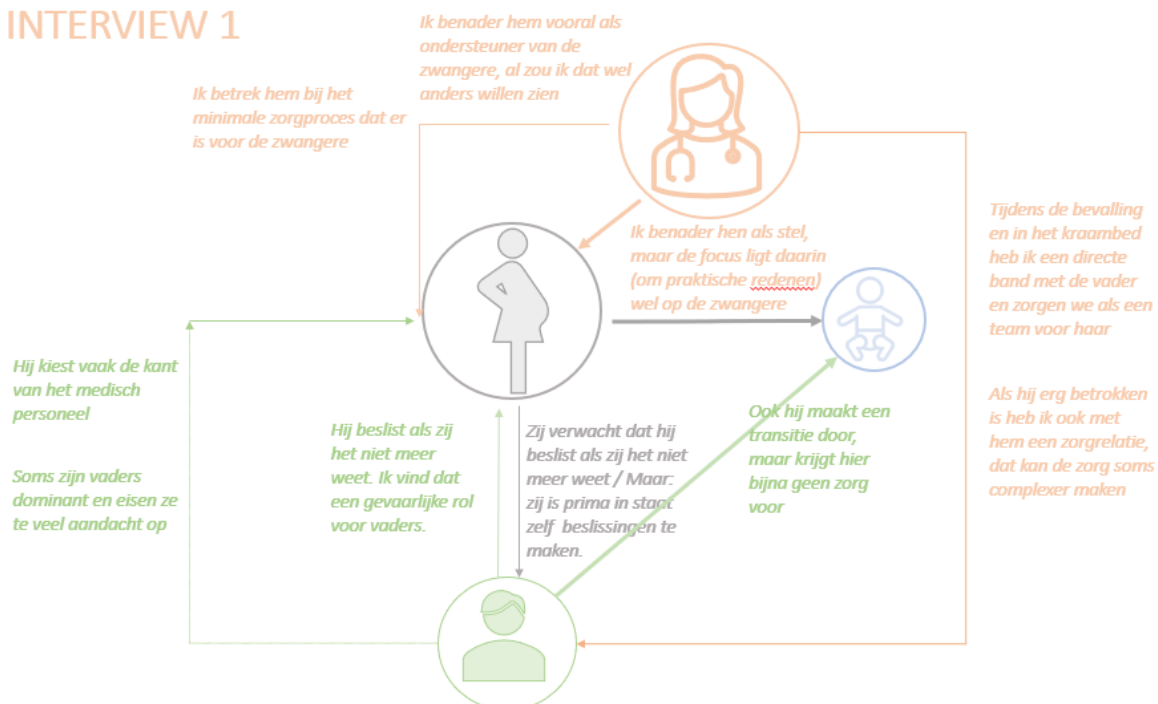 INTERVIEW 1
Ik benader hem vooral als
ondersteuner van de
zwangere, al zou ik dat wel
anders willen zien
Ik betrek hem bij het
minimale zorgproces dat er
is voor de zwangere
Ik benader hen als stel,
maar de focus ligt daarin
(om praktische redenen)
wel op de zwangere
Tijdens de bevalling
en in het kraambed
heb ik een directe
band met de vader
en zorgen we als een
team voor haar
Als hij erg betrokken
is heb ik ook met
hem een zorgrelatie,
dat kan de zorg soms
complexer maken
Hij kiest vaak de kant
van het medisch
personeel
Soms zijn vaders
dominant en eisen ze
te veel aandacht op
Hij beslist als zij
het niet meer
weet. Ik vind dat
een gevaarlijke rol
voor vaders.
Zij verwacht dat hij
beslist als zij het niet
meer weet / Maar:
zij is prima in staat
zelf beslissingen te
maken.
Ook hij maakt een
transitie door,
maar krijgt hier
bijna geen zorg
voor